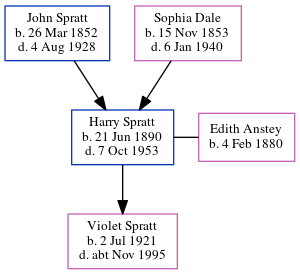 John Spratt
b. 26 Mar 1852
d. 4 Aug 1928
Sophia Dale
b. 15 Nov 1853
d. 6 Jan 1940
Harry Spratt
b. 21 Jun 1890
d. 7 Oct 1953
Edith Anstey
b. 4 Feb 1880
Violet Spratt
b. 2 Jul 1921
d. abt Nov 1995